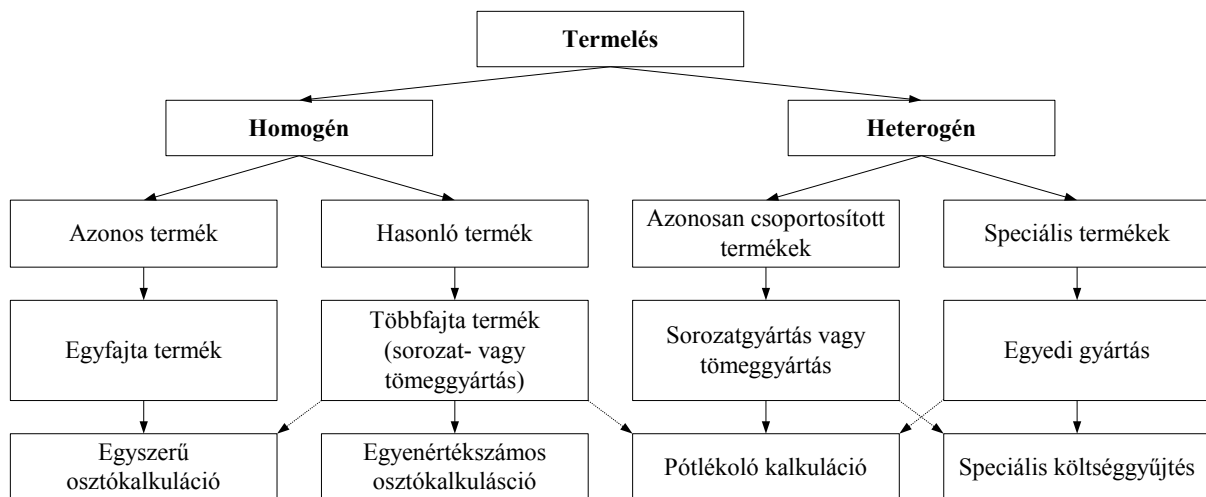 Termelés
Homogén
Heterogén
Azonos termék
Hasonló termék
Azonosan csoportosított
termékek
Speciális termékek
Egyfajta termék
Többfajta termék
(sorozat- vagy
tömeggyártás)
Sorozatgyártás vagy
tömeggyártás
Egyedi gyártás
Egyszerű
osztókalkuláció
Egyenértékszámos
osztókalkulásció
Pótlékoló kalkuláció
Speciális költséggyűjtés